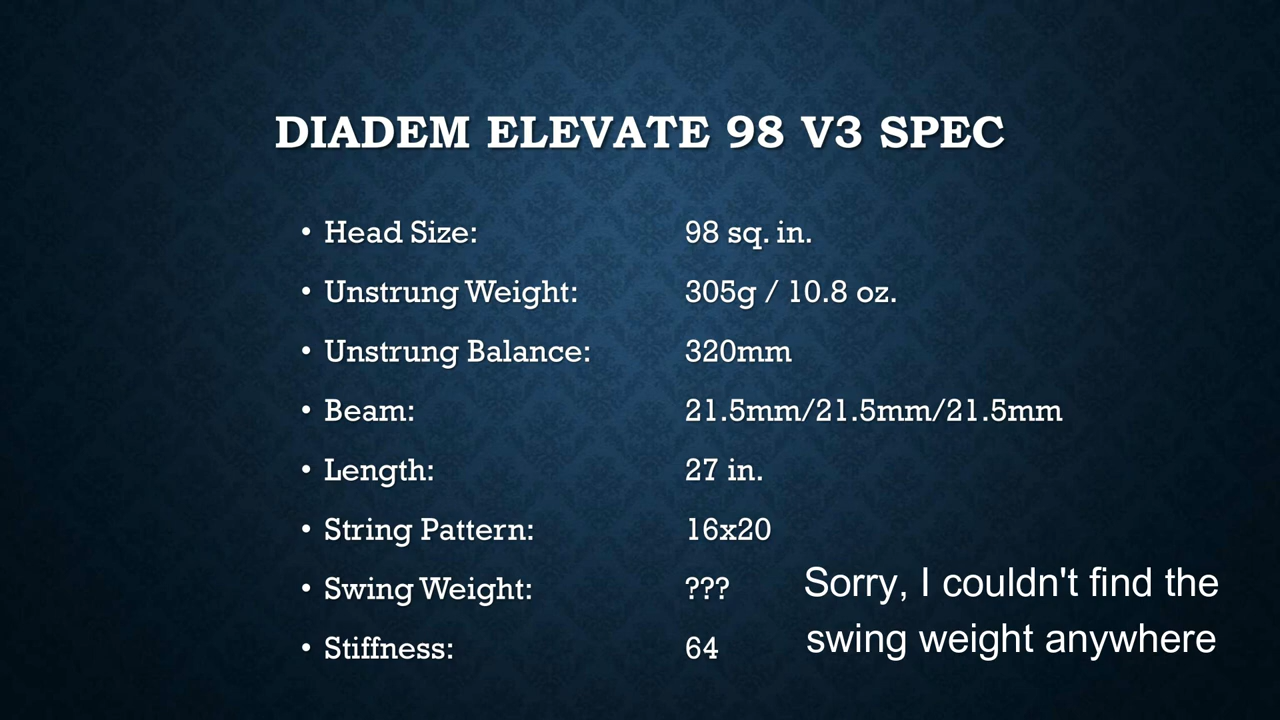 DIADEM ELEVATE 98 V3 SPEC
• Head Size: 98 sq. in.
• Unstrung Weight: 305g / 10.8 oz.
• Unstrung Balance: 320mm
• Beam: 21.5mm/21.5mm/21.5mm
• Length: 27 in.
• String Pattern: 16x20
• Swing Weight: ???
• Stiffness: 64
Sorry, I couldn't find the
swing weight anywhere